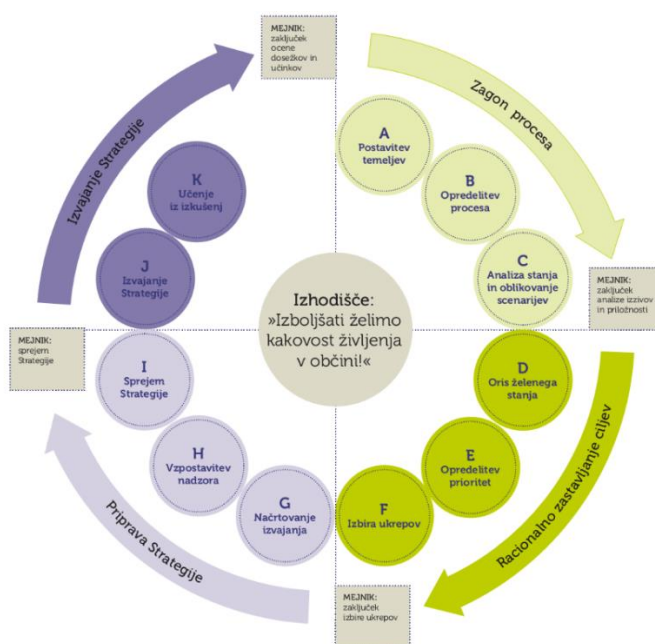 MEJNIK:
zaključek
ocene
dosežkov in
učinkov
Zagon procesa
A
Postavitev
temeljev
B
Opredelitev
procesa
C
Analiza stanja
in oblikovanje
scenarijev
MEJNIK:
zaključek
analize izzivov
in priložnosti
Izhodišče:
»Izboljšati želimo
kakovost življenja
v občini!«
D
Oris želenega
stanja
E
Opredelitev
prioritet
F
Izbira ukrepov
Racionalno zastavljanje ciljev
MEJNIK:
zaključek
izbire ukrepov
G
Načrtovanje
izvajanja
H
Vzpostavitev
nadzora
I
Sprejem
Strategije
Priprava Strategije
MEJNIK:
sprejem
Strategije
J
Izvajanje
Strategije
K
Učenje
iz izkušenj
Izvajanje Strategije